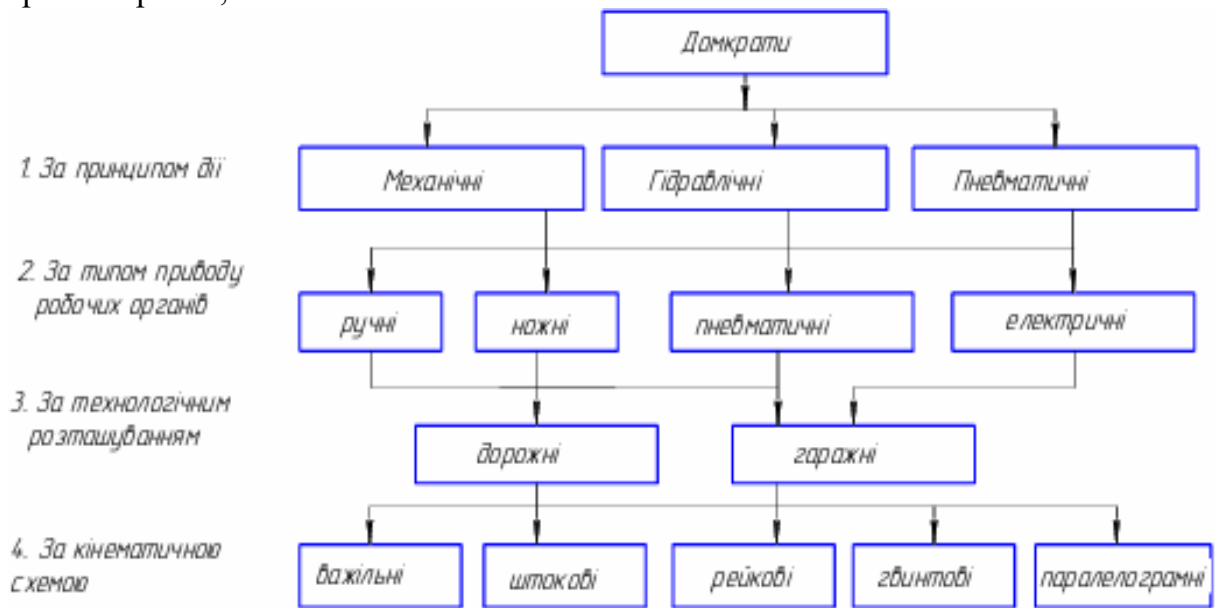 Домкрати
1. За принципом дії
Механічні
Гідравлічні
Пневматичні
2. За типом приводу
робочих органів
ручні
ножні
пневматичні
електричні
3. За технологічним
розташуванням
дорожні
гаражні
4. За кінематичною
схемою
важільні
штокові
рейкові
гвинтові
паралелограмні